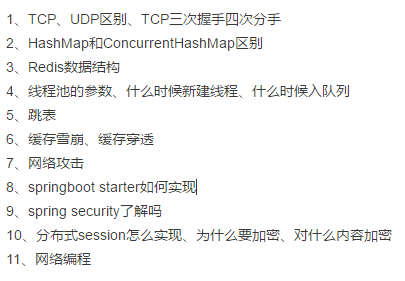 1、TCP、UDP区别、TCP三次握手四次分手
2、HashMap和ConcurrentHashMap区别
3、Redis数据结构
4、线程池的参数、什么时候新建线程、什么时候入队列
5、跳表
6、缓存雪崩、缓存穿透
7、网络攻击
8、springboot starter如何实现
9、spring security了解吗
10、分布式session怎么实现、为什么要加密、对什么内容加密
11、网络编程